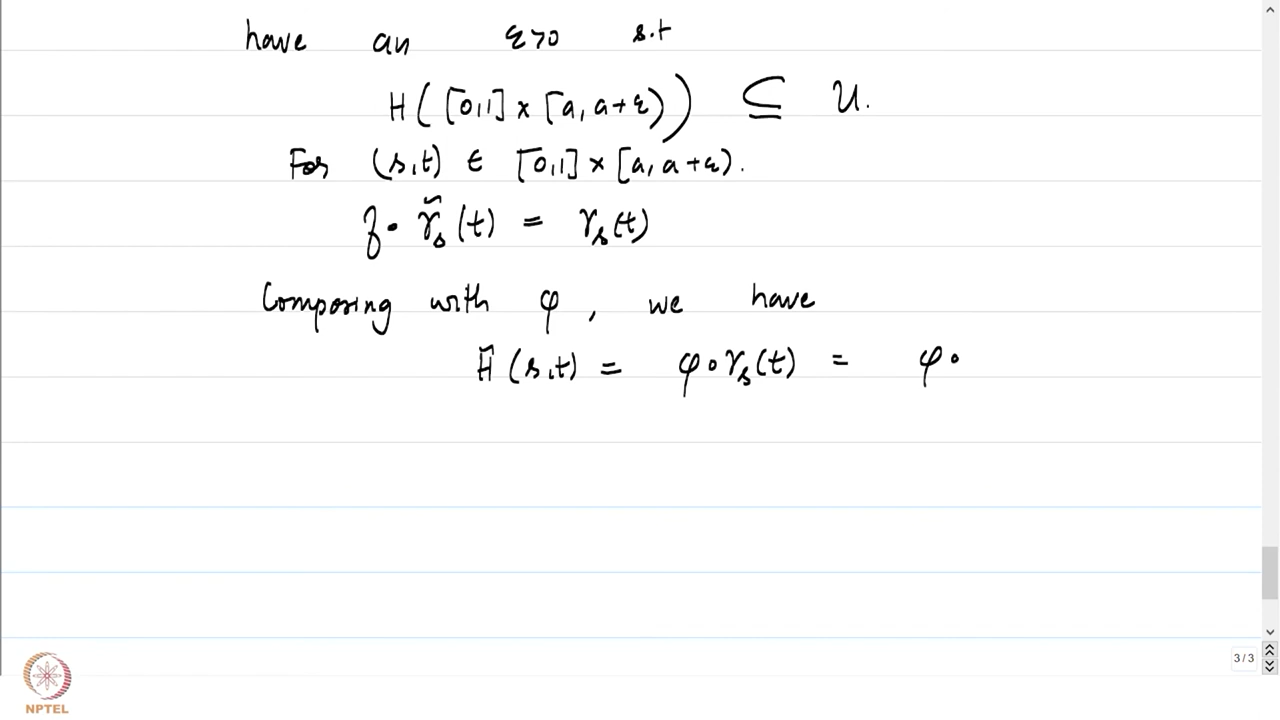 have an ε>0 s.t
H([0,1] × [a, a+ε)) ⊆ U.
For (s,t) ∈ [0,1] × [a, a+ε).
f∘γ̃ₛ(t) = γₛ(t)
Composing with φ, we have
H̃(s,t) = φ∘γₛ(t) = φ∘
3 / 3
NPTEL